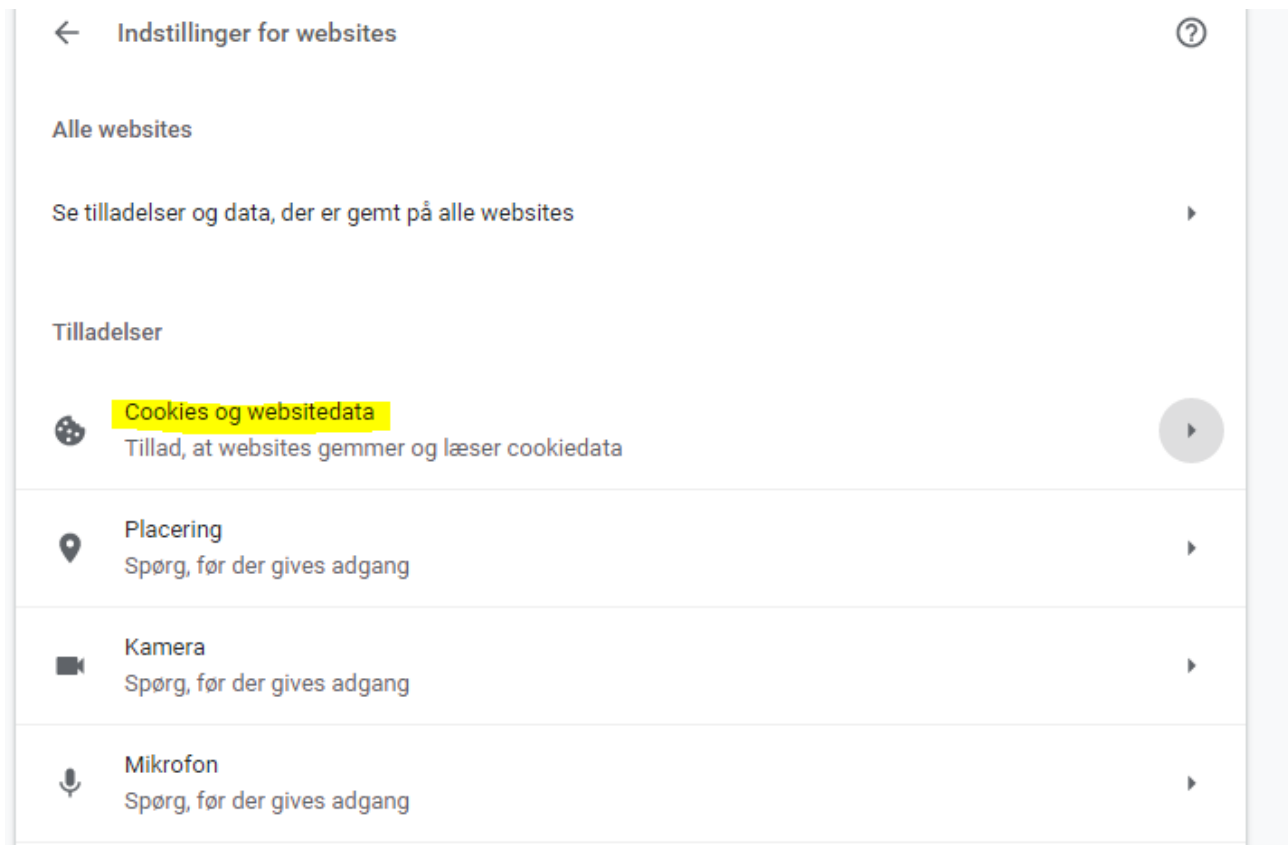 Indstillinger for websites
Alle websites
Se tilladelser og data, der er gemt på alle websites
Tilladelser
Cookies og websitedata
Tillad, at websites gemmer og læser cookiedata
Placering
Spørg, før der gives adgang
Kamera
Spørg, før der gives adgang
Mikrofon
Spørg, før der gives adgang